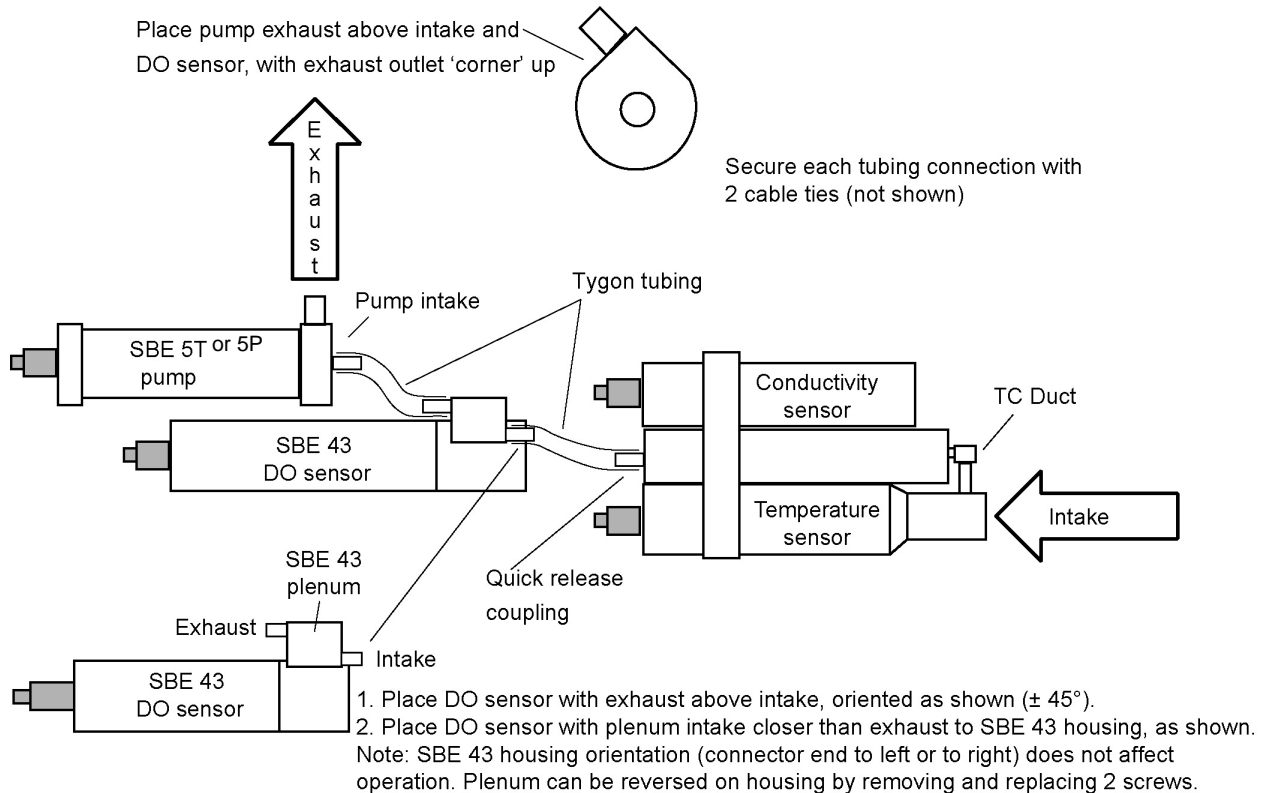 Place pump exhaust above intake and
DO sensor, with exhaust outlet ‘corner’ up
Exhaust
Secure each tubing connection with
2 cable ties (not shown)
Tygon tubing
Pump intake
SBE 5T or 5P
pump
Conductivity
sensor
TC Duct
SBE 43
DO sensor
Temperature
sensor
Intake
Quick release
coupling
SBE 43
plenum
Exhaust
Intake
SBE 43
DO sensor
1. Place DO sensor with exhaust above intake, oriented as shown (± 45°).
2. Place DO sensor with plenum intake closer than exhaust to SBE 43 housing, as shown.
Note: SBE 43 housing orientation (connector end to left or to right) does not affect
operation. Plenum can be reversed on housing by removing and replacing 2 screws.